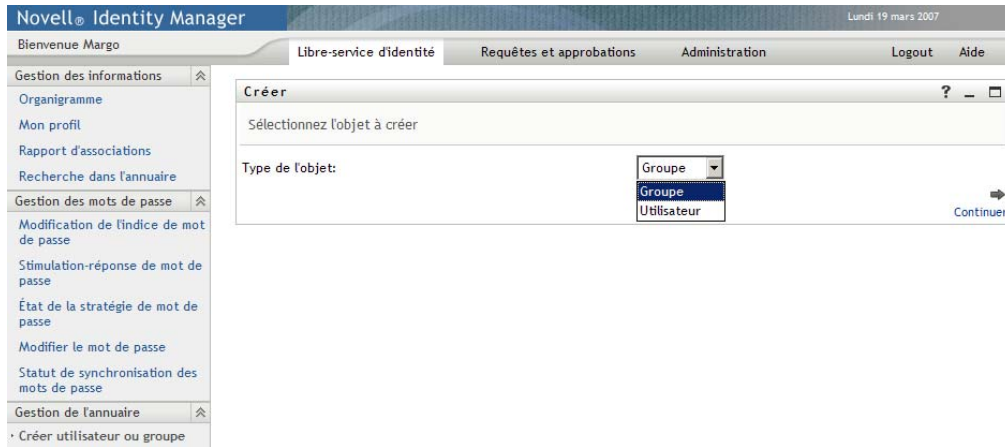 Novell® Identity Manager
Lundi 19 mars 2007
Bienvenue Margo
Libre-service d'identité
Requêtes et approbations
Administration
Logout
Aide
Gestion des informations
Organigramme
Mon profil
Rapport d'associations
Recherche dans l'annuaire
Gestion des mots de passe
Modification de l'indice de mot
de passe
Stimulation-réponse de mot de
passe
État de la stratégie de mot de
passe
Modifier le mot de passe
Statut de synchronisation des
mots de passe
Gestion de l'annuaire
· Créer utilisateur ou groupe
Créer
?
Sélectionnez l'objet à créer
Type de l'objet:
Groupe
Groupe
Utilisateur
Continuer